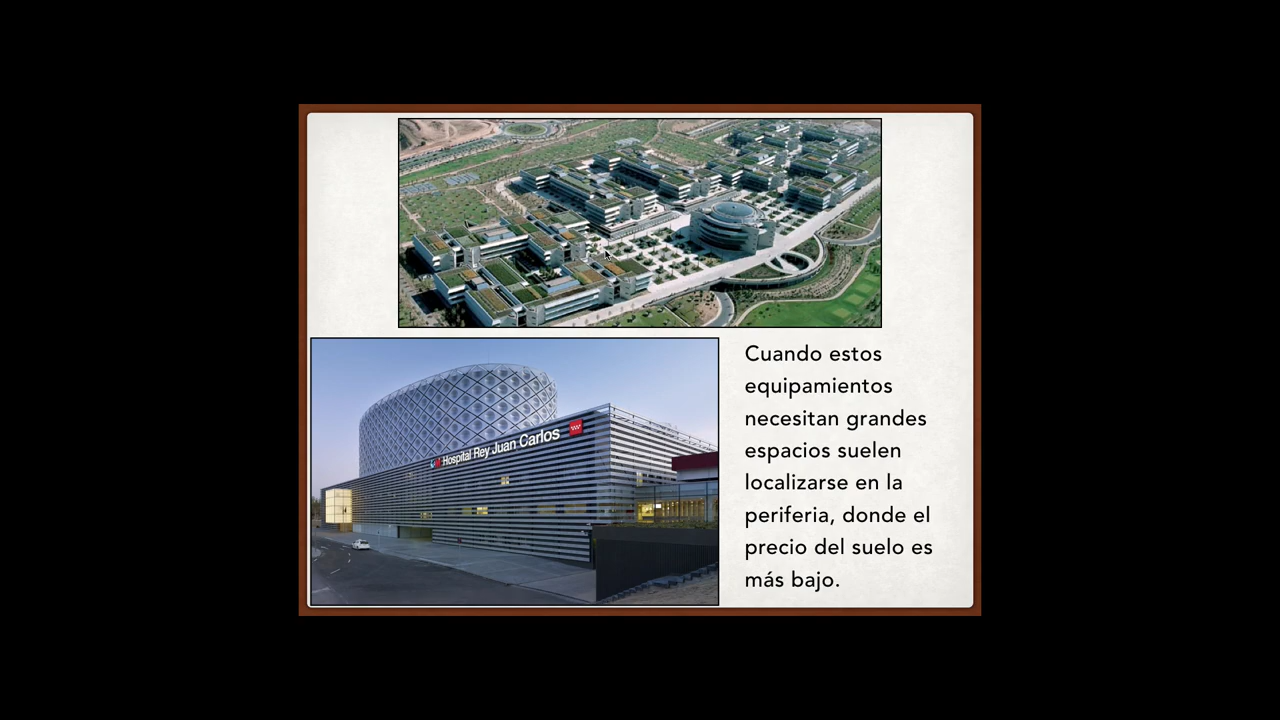 Hospital Rey Juan Carlos
Cuando estos
equipamientos
necesitan grandes
espacios suelen
localizarse en la
periferia, donde el
precio del suelo es
más bajo.